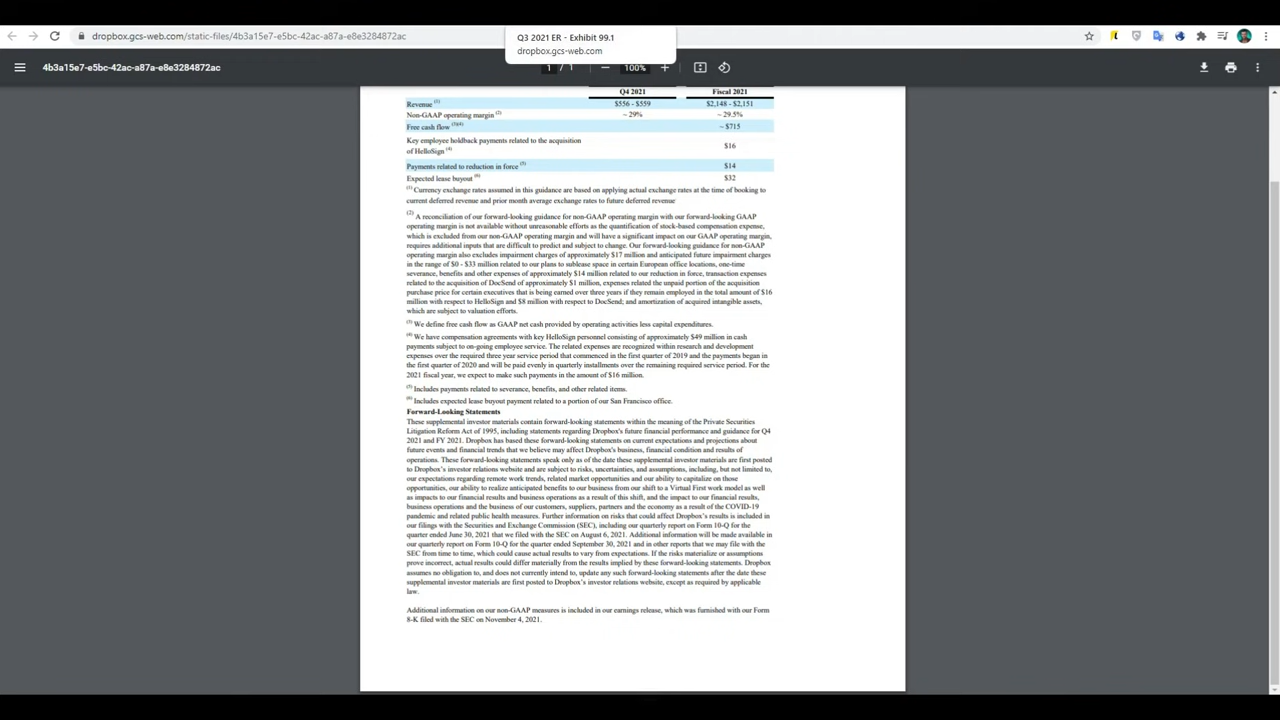 dropbox.gcs-web.com/static-files/4b3a15e7-e5bc-42ac-a87a-e8e3284872ac
Q3 2021 ER - Exhibit 99.1
dropbox.gcs-web.com
4b3a15e7-e5bc-42ac-a87a-e8e3284872ac
1 / 1
100%
Q4 2021 Fiscal 2021
Revenue (1) $556 - $559 $2,148 - $2,151
Non-GAAP operating margin (2) ~ 29% ~ 29.5%
Free cash flow (3)(4) ~ $715
Key employee holdback payments related to the acquisition
of HelloSign (4) $16
Payments related to reduction in force (5) $14
Expected lease buyout (6) $32
(1) Currency exchange rates assumed in this guidance are based on applying actual exchange rates at the time of booking to
current deferred revenue and prior month average exchange rates to future deferred revenue
(2) A reconciliation of our forward-looking guidance for non-GAAP operating margin with our forward-looking GAAP
operating margin is not available without unreasonable efforts as the quantification of stock-based compensation expense,
which is excluded from our non-GAAP operating margin and will have a significant impact on our GAAP operating margin,
requires additional inputs that are difficult to predict and subject to change. Our forward-looking guidance for non-GAAP
operating margin also excludes impairment charges of approximately $17 million and anticipated future impairment charges
in the range of $0 - $33 million related to our plans to sublease space in certain European office locations, one-time
severance, benefits and other expenses of approximately $14 million related to our reduction in force, transaction expenses
related to the acquisition of DocSend of approximately $1 million, expenses related the unpaid portion of the acquisition
purchase price for certain executives that is being earned over three years if they remain employed in the total amount of $16
million with respect to HelloSign and $8 million with respect to DocSend; and amortization of acquired intangible assets,
which are subject to valuation efforts.
(3) We define free cash flow as GAAP net cash provided by operating activities less capital expenditures.
(4) We have compensation agreements with key HelloSign personnel consisting of approximately $49 million in cash
payments subject to on-going employee service. The related expenses are recognized within research and development
expenses over the required three year service period that commenced in the first quarter of 2019 and the payments began in
the first quarter of 2020 and will be paid evenly in quarterly installments over the remaining required service period. For the
2021 fiscal year, we expect to make such payments in the amount of $16 million.
(5) Includes payments related to severance, benefits, and other related items.
(6) Includes expected lease buyout payment related to a portion of our San Francisco office.
Forward-Looking Statements
These supplemental investor materials contain forward-looking statements within the meaning of the Private Securities
Litigation Reform Act of 1995, including statements regarding Dropbox's future financial performance and guidance for Q4
2021 and FY 2021. Dropbox has based these forward-looking statements on current expectations and projections about
future events and financial trends that we believe may affect Dropbox's business, financial condition and results of
operations. These forward-looking statements speak only as of the date these supplemental investor materials are first posted
to Dropbox's investor relations website and are subject to risks, uncertainties, and assumptions, including, but not limited to,
our expectations regarding remote work trends, related market opportunities and our ability to capitalize on those
opportunities, our ability to realize anticipated benefits to our business from our shift to a Virtual First work model as well
as impacts to our financial results and business operations as a result of this shift, and the impact to our financial results,
business operations and the business of our customers, suppliers, partners and the economy as a result of the COVID-19
pandemic and related public health measures. Further information on risks that could affect Dropbox's results is included in
our filings with the Securities and Exchange Commission (SEC), including our quarterly report on Form 10-Q for the
quarter ended June 30, 2021 that we filed with the SEC on August 6, 2021. Additional information will be made available in
our quarterly report on Form 10-Q for the quarter ended September 30, 2021 and in other reports that we may file with the
SEC from time to time, which could cause actual results to vary from expectations. If the risks materialize or assumptions
prove incorrect, actual results could differ materially from the results implied by these forward-looking statements. Dropbox
assumes no obligation to, and does not currently intend to, update any such forward-looking statements after the date these
supplemental investor materials are first posted to Dropbox's investor relations website, except as required by applicable
law.
Additional information on our non-GAAP measures is included in our earnings release, which was furnished with our Form
8-K filed with the SEC on November 4, 2021.